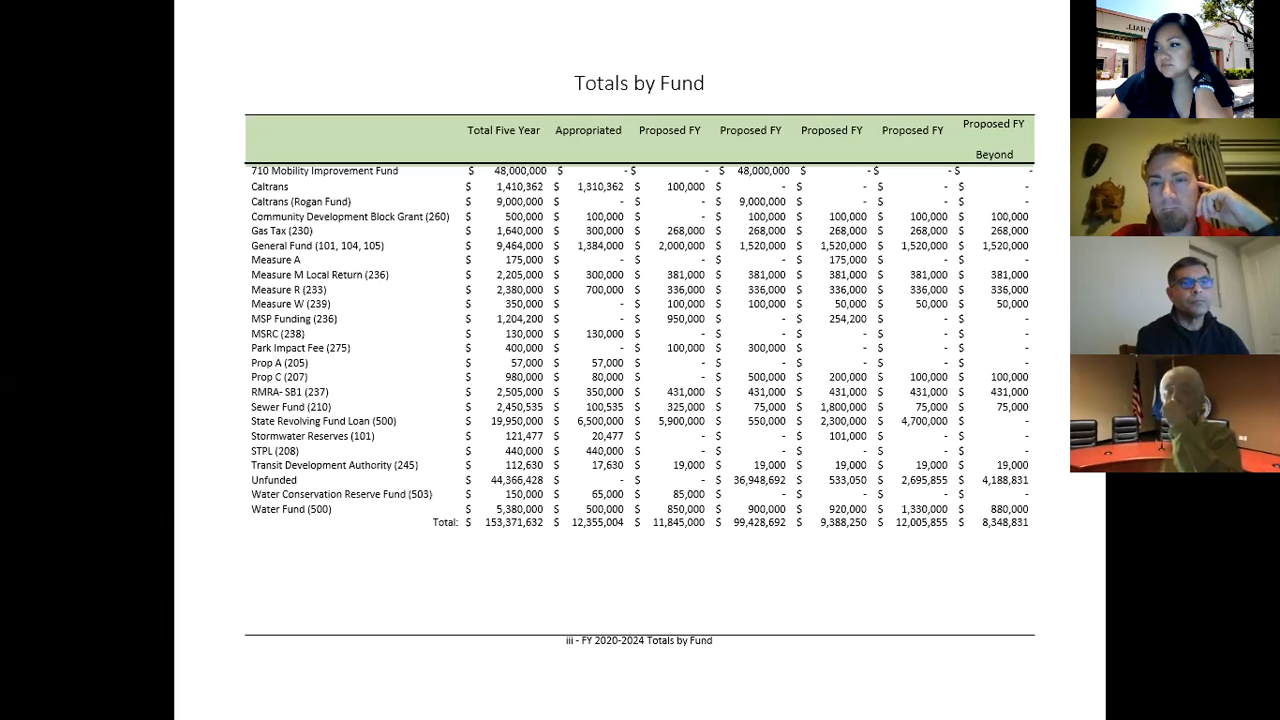 Totals by Fund
Total Five Year Appropriated Proposed FY Proposed FY Proposed FY Proposed FY Proposed FY Beyond
710 Mobility Improvement Fund $ 48,000,000 $ - $ - $ 48,000,000 $ - $ - $ -
Caltrans $ 1,410,362 $ 1,310,362 $ 100,000 $ - $ - $ - $ -
Caltrans (Rogan Fund) $ 9,000,000 $ - $ - $ 9,000,000 $ - $ - $ -
Community Development Block Grant (260) $ 500,000 $ 100,000 $ - $ 100,000 $ 100,000 $ 100,000 $ 100,000
Gas Tax (230) $ 1,640,000 $ 300,000 $ 268,000 $ 268,000 $ 268,000 $ 268,000 $ 268,000
General Fund (101, 104, 105) $ 9,464,000 $ 1,384,000 $ 2,000,000 $ 1,520,000 $ 1,520,000 $ 1,520,000 $ 1,520,000
Measure A $ 175,000 $ - $ - $ - $ 175,000 $ - $ -
Measure M Local Return (236) $ 2,205,000 $ 300,000 $ 381,000 $ 381,000 $ 381,000 $ 381,000 $ 381,000
Measure R (233) $ 2,380,000 $ 700,000 $ 336,000 $ 336,000 $ 336,000 $ 336,000 $ 336,000
Measure W (239) $ 350,000 $ - $ 100,000 $ 100,000 $ 50,000 $ 50,000 $ 50,000
MSP Funding (236) $ 1,204,200 $ $ 950,000 $ - $ 254,200 $ - $ -
MSRC (238) $ 130,000 $ 130,000 $ - $ - $ - $ - $ -
Park Impact Fee (275) $ 400,000 $ - $ 100,000 $ 300,000 $ - $ - $ -
Prop A (205) $ 57,000 $ 57,000 $ - $ - $ - $ - $ -
Prop C (207) $ 980,000 $ 80,000 $ - $ 500,000 $ 200,000 $ 100,000 $ 100,000
RMRA- SB1 (237) $ 2,505,000 $ 350,000 $ 431,000 $ 431,000 $ 431,000 $ 431,000 $ 431,000
Sewer Fund (210) $ 2,450,535 $ 100,535 $ 325,000 $ 75,000 $ 1,800,000 $ 75,000 $ 75,000
State Revolving Fund Loan (500) $ 19,950,000 $ 6,500,000 $ 5,900,000 $ 550,000 $ 2,300,000 $ 4,700,000 $ -
Stormwater Reserves (101) $ 121,477 $ 20,477 $ - $ - $ 101,000 $ - $ -
STPL (208) $ 440,000 $ 440,000 $ - $ - $ - $ - $ -
Transit Development Authority (245) $ 112,630 $ 17,630 $ 19,000 $ 19,000 $ 19,000 $ 19,000 $ 19,000
Unfunded $ 44,366,428 $ - $ - $ 36,948,692 $ 533,050 $ 2,695,855 $ 4,188,831
Water Conservation Reserve Fund (503) $ 150,000 $ 65,000 $ 85,000 $ - $ - $ - $ -
Water Fund (500) $ 5,380,000 $ 500,000 $ 850,000 $ 900,000 $ 920,000 $ 1,330,000 $ 880,000
Total: $ 153,371,632 $ 12,355,004 $ 11,845,000 $ 99,428,692 $ 9,388,250 $ 12,005,855 $ 8,348,831
iii - FY 2020-2024 Totals by Fund